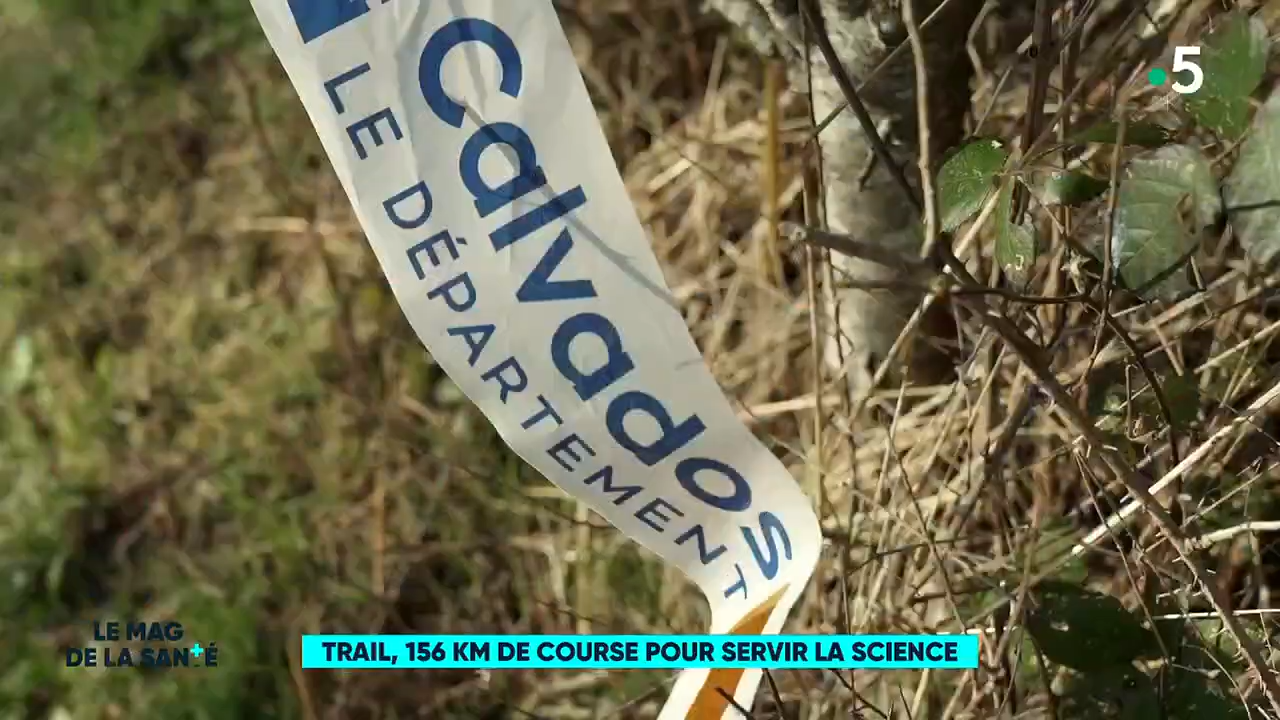 5
Calvados
LE DÉPARTEMENT
LE MAG
DE LA SANTÉ
TRAIL, 156 KM DE COURSE POUR SERVIR LA SCIENCE